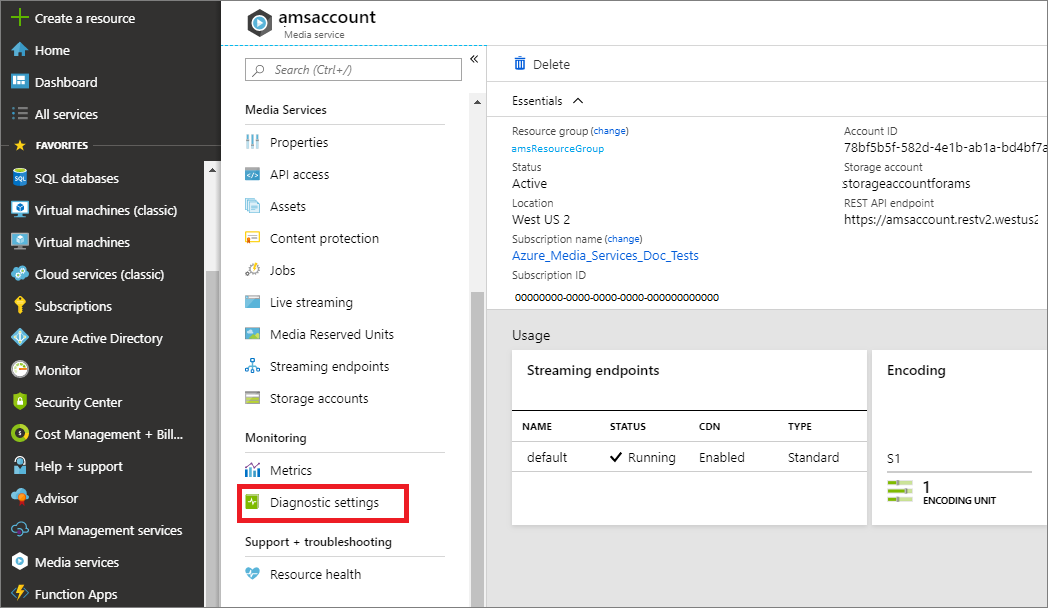 Create a resource
Home
Dashboard
All services
FAVORITES
SQL databases
Virtual machines (classic)
Virtual machines
Cloud services (classic)
Subscriptions
Azure Active Directory
Monitor
Security Center
Cost Management + Bill...
Help + support
Advisor
API Management services
Media services
Function Apps
amsaccount
Media service
Search (Ctrl+/)
«
Media Services
Properties
API access
Assets
Content protection
Jobs
Live streaming
Media Reserved Units
Streaming endpoints
Storage accounts
Monitoring
Metrics
Diagnostic settings
Support + troubleshooting
Resource health
Delete
Essentials
Resource group (change)
amsResourceGroup
Status
Active
Location
West US 2
Subscription name (change)
Azure_Media_Services_Doc_Tests
Subscription ID
00000000-0000-0000-0000-000000000000
Account ID
78bf5b5f-582d-4e1b-ab1a-bd4bf7a
Storage account
storageaccountforams
REST API endpoint
https://amsaccount.restv2.westus2
Usage
Streaming endpoints
NAME STATUS CDN TYPE
default Running Enabled Standard
Encoding
S1
1
ENCODING UNIT